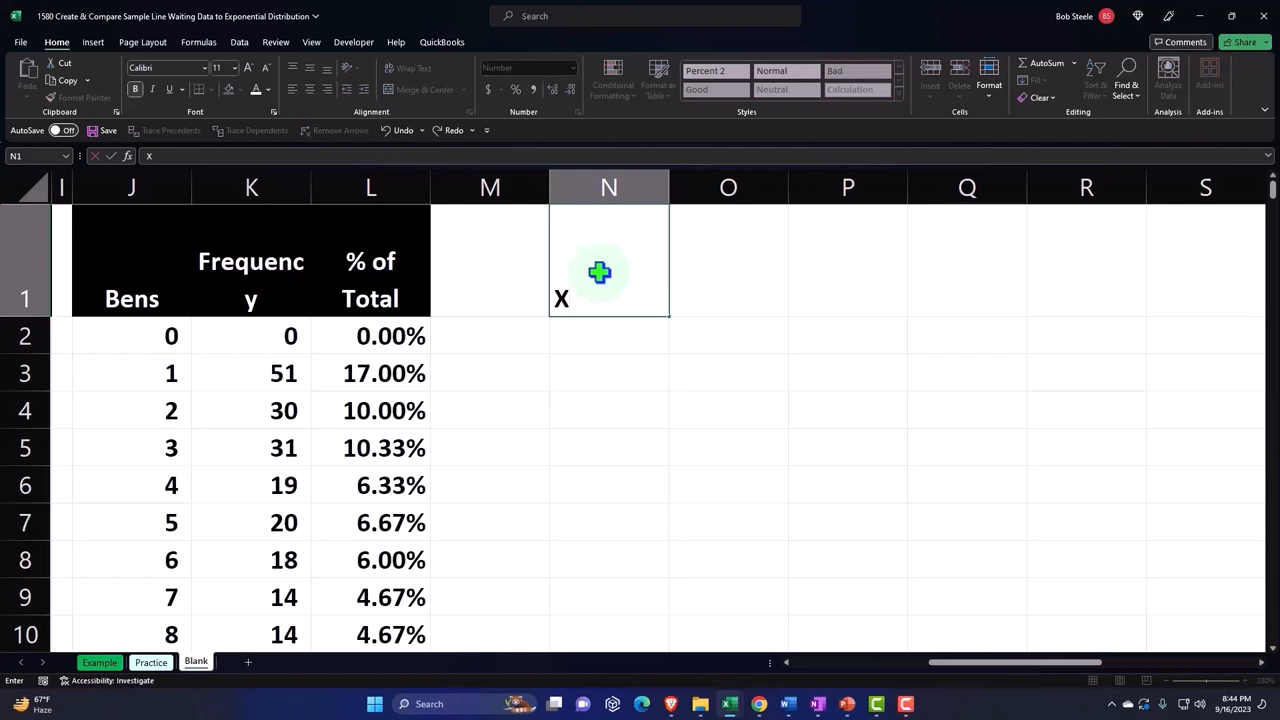 1580 Create & Compare Sample Line Waiting Data to Exponential Distribution
Search
Bob Steele
BS
File Home Insert Page Layout Formulas Data Review View Developer Help QuickBooks
Comments
Share
Paste
Cut
Copy
Format Painter
Clipboard
Calibri
11
B I U
Font
Wrap Text
Merge & Center
Alignment
Number
$ %
Number
Conditional
Formatting
Format as
Table
Percent 2 Normal Bad
Good Neutral Calculation
Styles
Insert Delete Format
Cells
AutoSum
Fill
Clear
Sort &
Filter
Find &
Select
Editing
Analyze
Data
Analysis
Add-ins
Add-ins
AutoSave Off Save Trace Precedents Trace Dependents Remove Arrows Undo Redo
N1 fx X
I J K L M N O P Q R S
1 Bens Frequenc
y % of
Total X
2 0 0 0.00%
3 1 51 17.00%
4 2 30 10.00%
5 3 31 10.33%
6 4 19 6.33%
7 5 20 6.67%
8 6 18 6.00%
9 7 14 4.67%
10 8 14 4.67%
Example Practice Blank
Enter Accessibility: Investigate
280%
67°F
Haze
Search
8:44 PM
9/16/2023